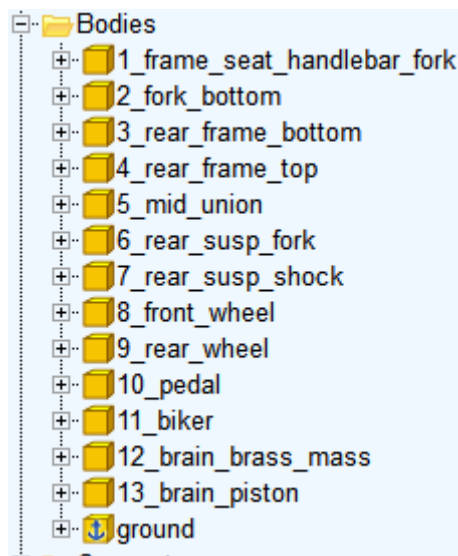 Bodies
1_frame_seat_handlebar_fork
2_fork_bottom
3_rear_frame_bottom
4_rear_frame_top
5_mid_union
6_rear_susp_fork
7_rear_susp_shock
8_front_wheel
9_rear_wheel
10_pedal
11_biker
12_brain_brass_mass
13_brain_piston
ground